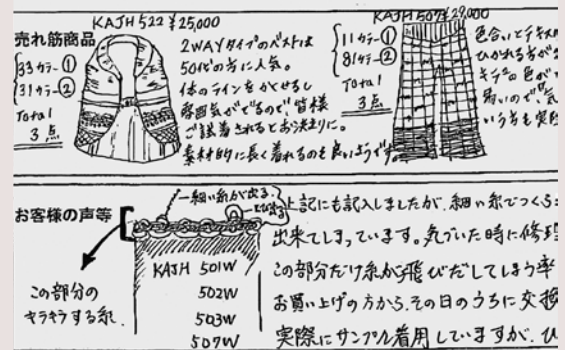 KAJH 522 ¥25,000
売れ筋商品
33カラー①
31カラー②
Total
3点
2WAYタイプのベストは
50代の方に人気。
体のラインをかくせるし
雰囲気がでるので、皆様
ご試着されるとお決まりに。
素材的に長く着れるのも良いようです
KAJH 507 ¥29,000
11カラー①
81カラー②
Total
3点
色合いとテキス
ひかれる方が
キラの色が
いう方も実際
お客様の声等
細い糸が出る
この部分の
キラキラする糸.
KAJH 501W
502W
503W
507W
上記にも記入しましたが、細い糸でつくら
出来てしまっています。気づいた時に修理
この部分だけ糸が飛びだしてしまう率
お買い上げの方から、その日のうちに交換
実際にサンプル着用していますが、ひ